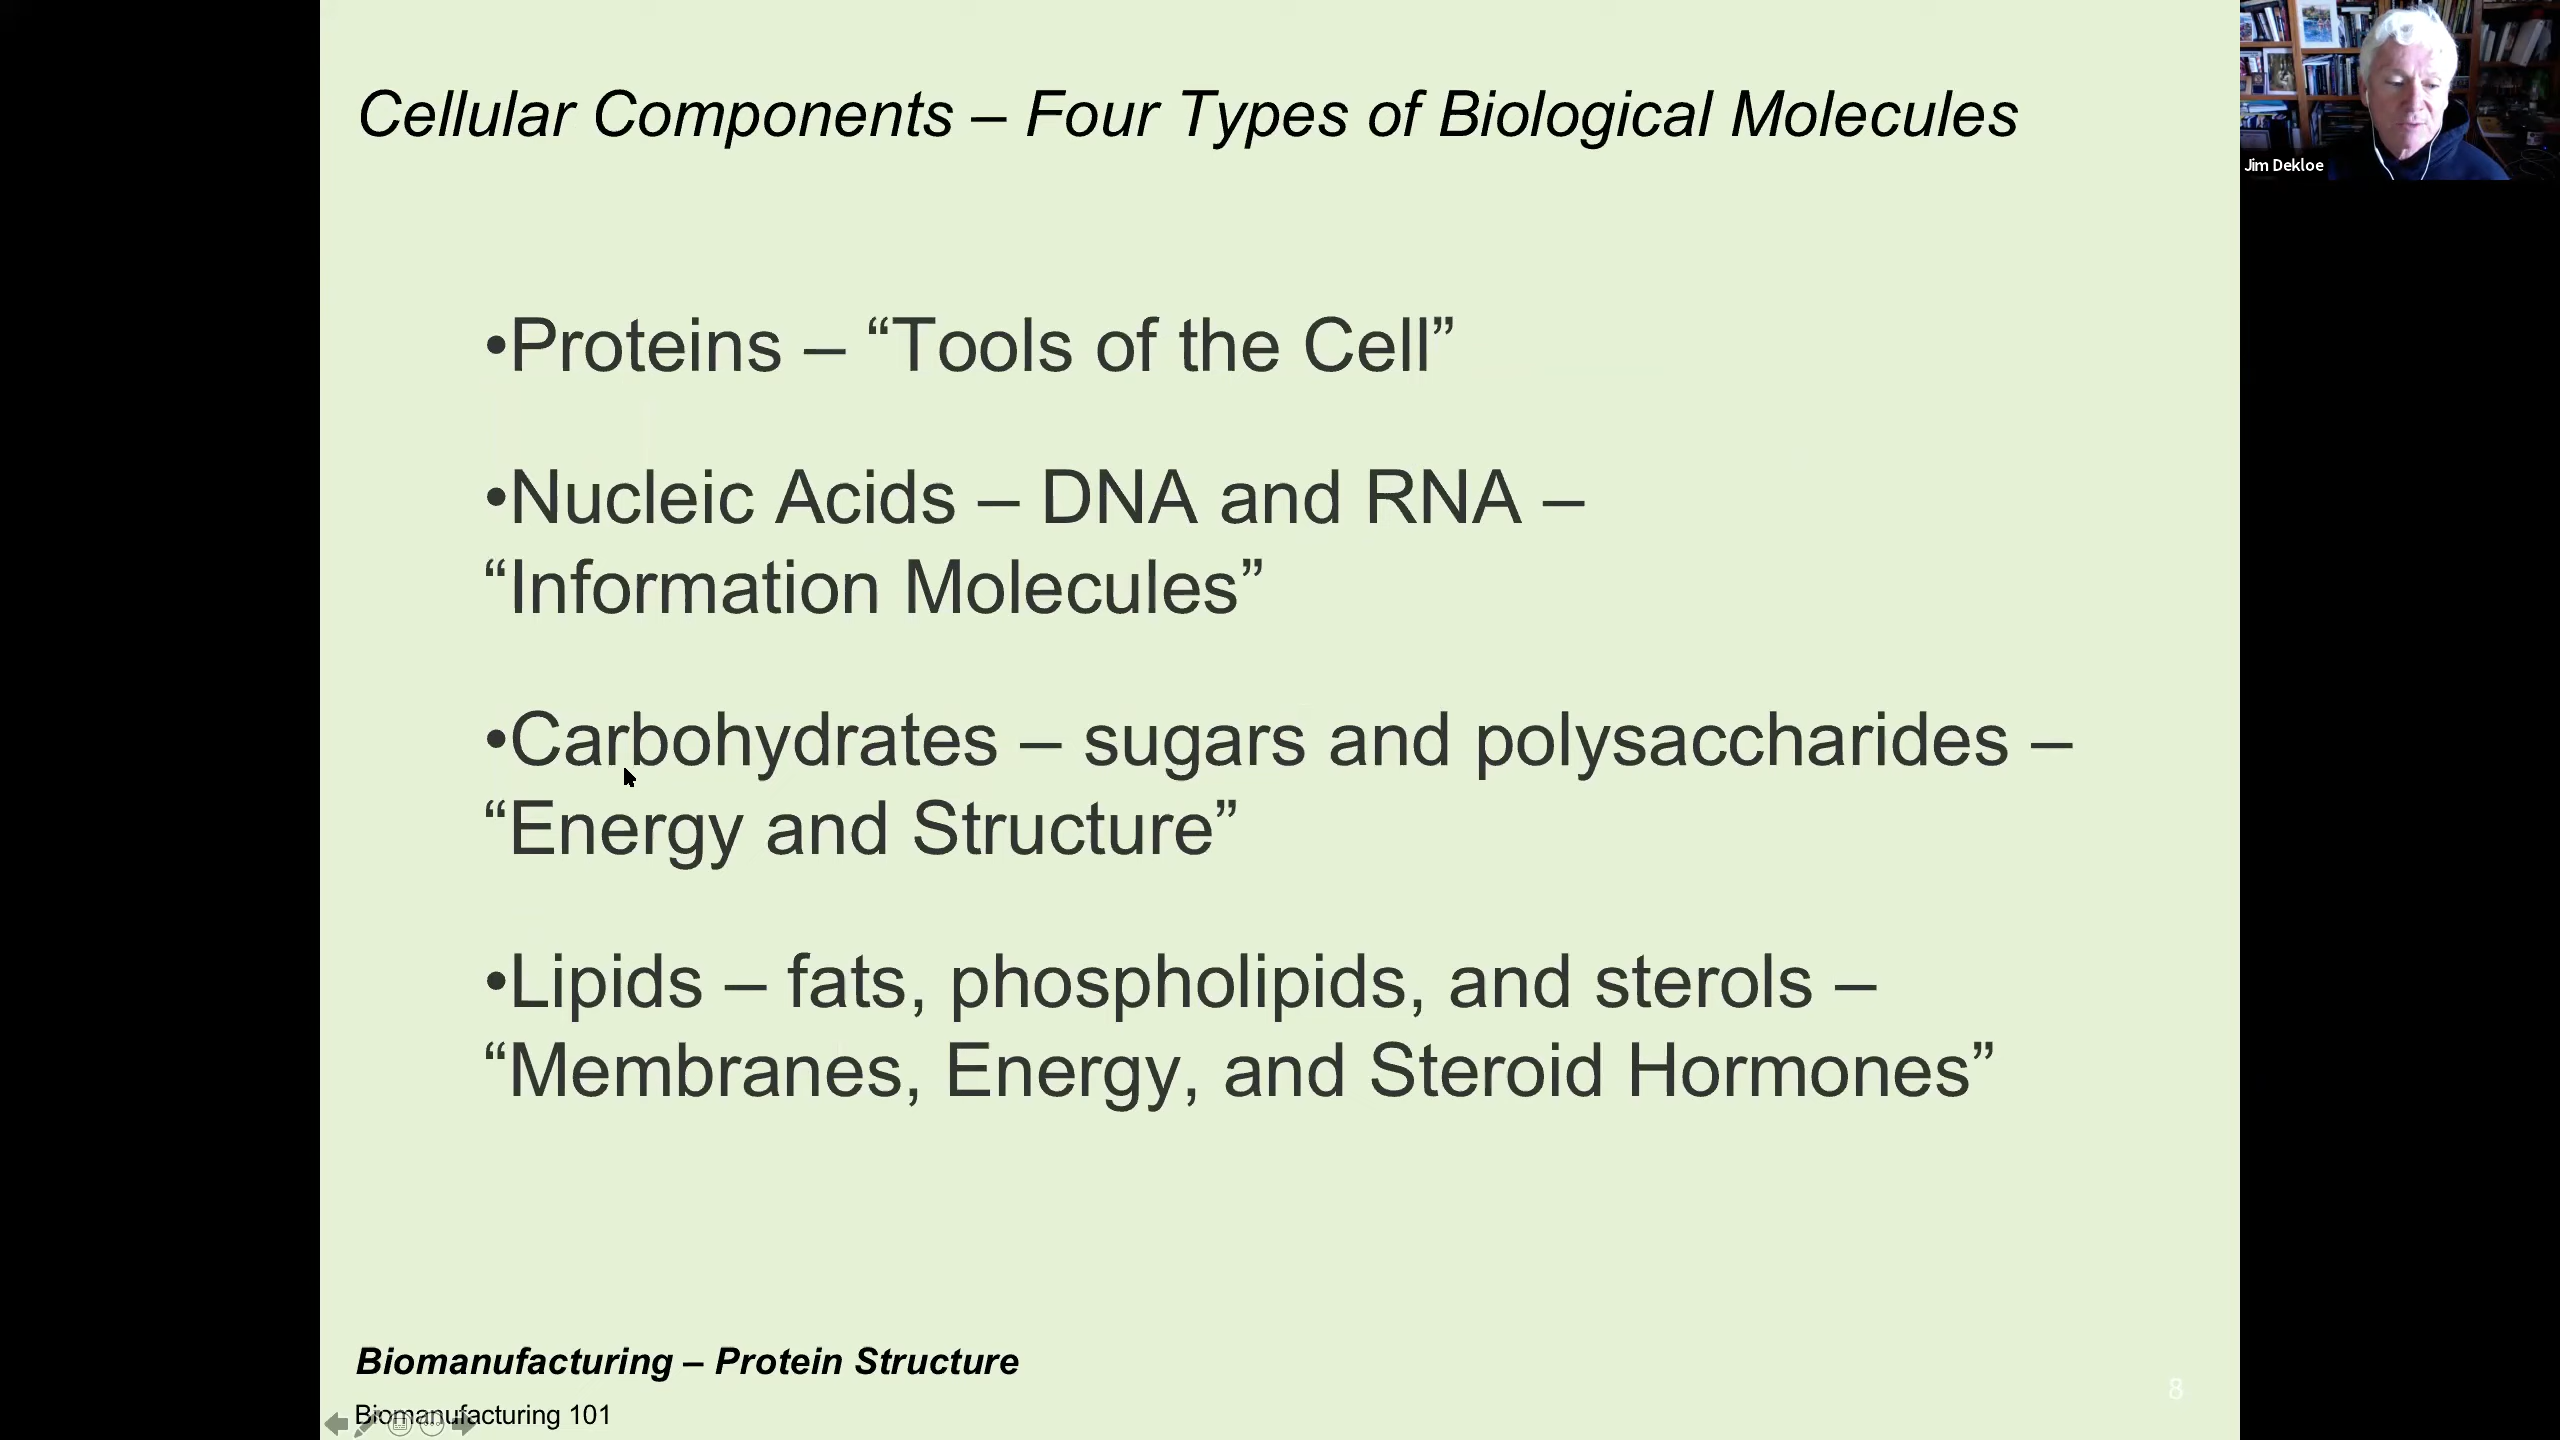 Cellular Components – Four Types of Biological Molecules
Jim Dekloe
•Proteins – “Tools of the Cell”
•Nucleic Acids – DNA and RNA –
“Information Molecules”
•Carbohydrates – sugars and polysaccharides –
“Energy and Structure”
•Lipids – fats, phospholipids, and sterols –
“Membranes, Energy, and Steroid Hormones”
Biomanufacturing – Protein Structure
8
Biomanufacturing 101